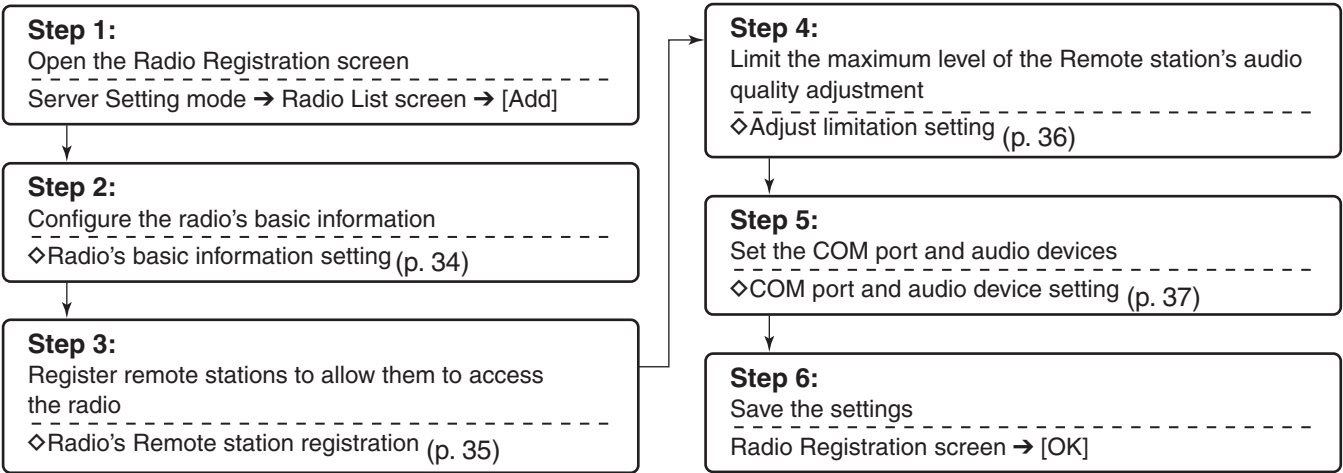 Step 1:
Open the Radio Registration screen
Server Setting mode ➔ Radio List screen ➔ [Add]
Step 2:
Configure the radio’s basic information
◇Radio’s basic information setting (p. 34)
Step 3:
Register remote stations to allow them to access
the radio
◇Radio’s Remote station registration (p. 35)
Step 4:
Limit the maximum level of the Remote station’s audio
quality adjustment
◇Adjust limitation setting (p. 36)
Step 5:
Set the COM port and audio devices
◇COM port and audio device setting (p. 37)
Step 6:
Save the settings
Radio Registration screen ➔ [OK]